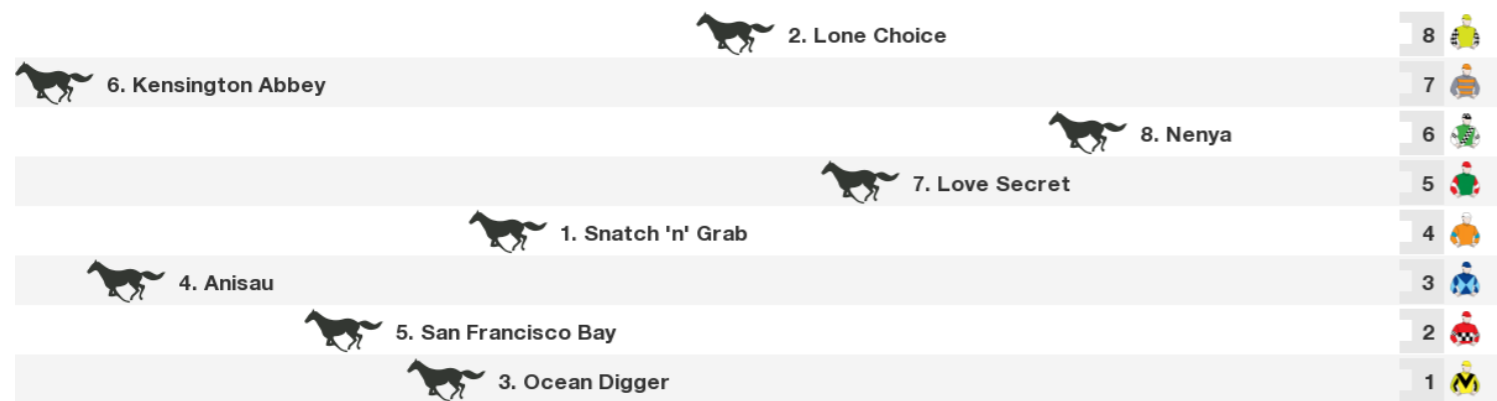 2. Lone Choice 8
6. Kensington Abbey 7
8. Nenya 6
7. Love Secret 5
1. Snatch 'n' Grab 4
4. Anisau 3
5. San Francisco Bay 2
3. Ocean Digger 1